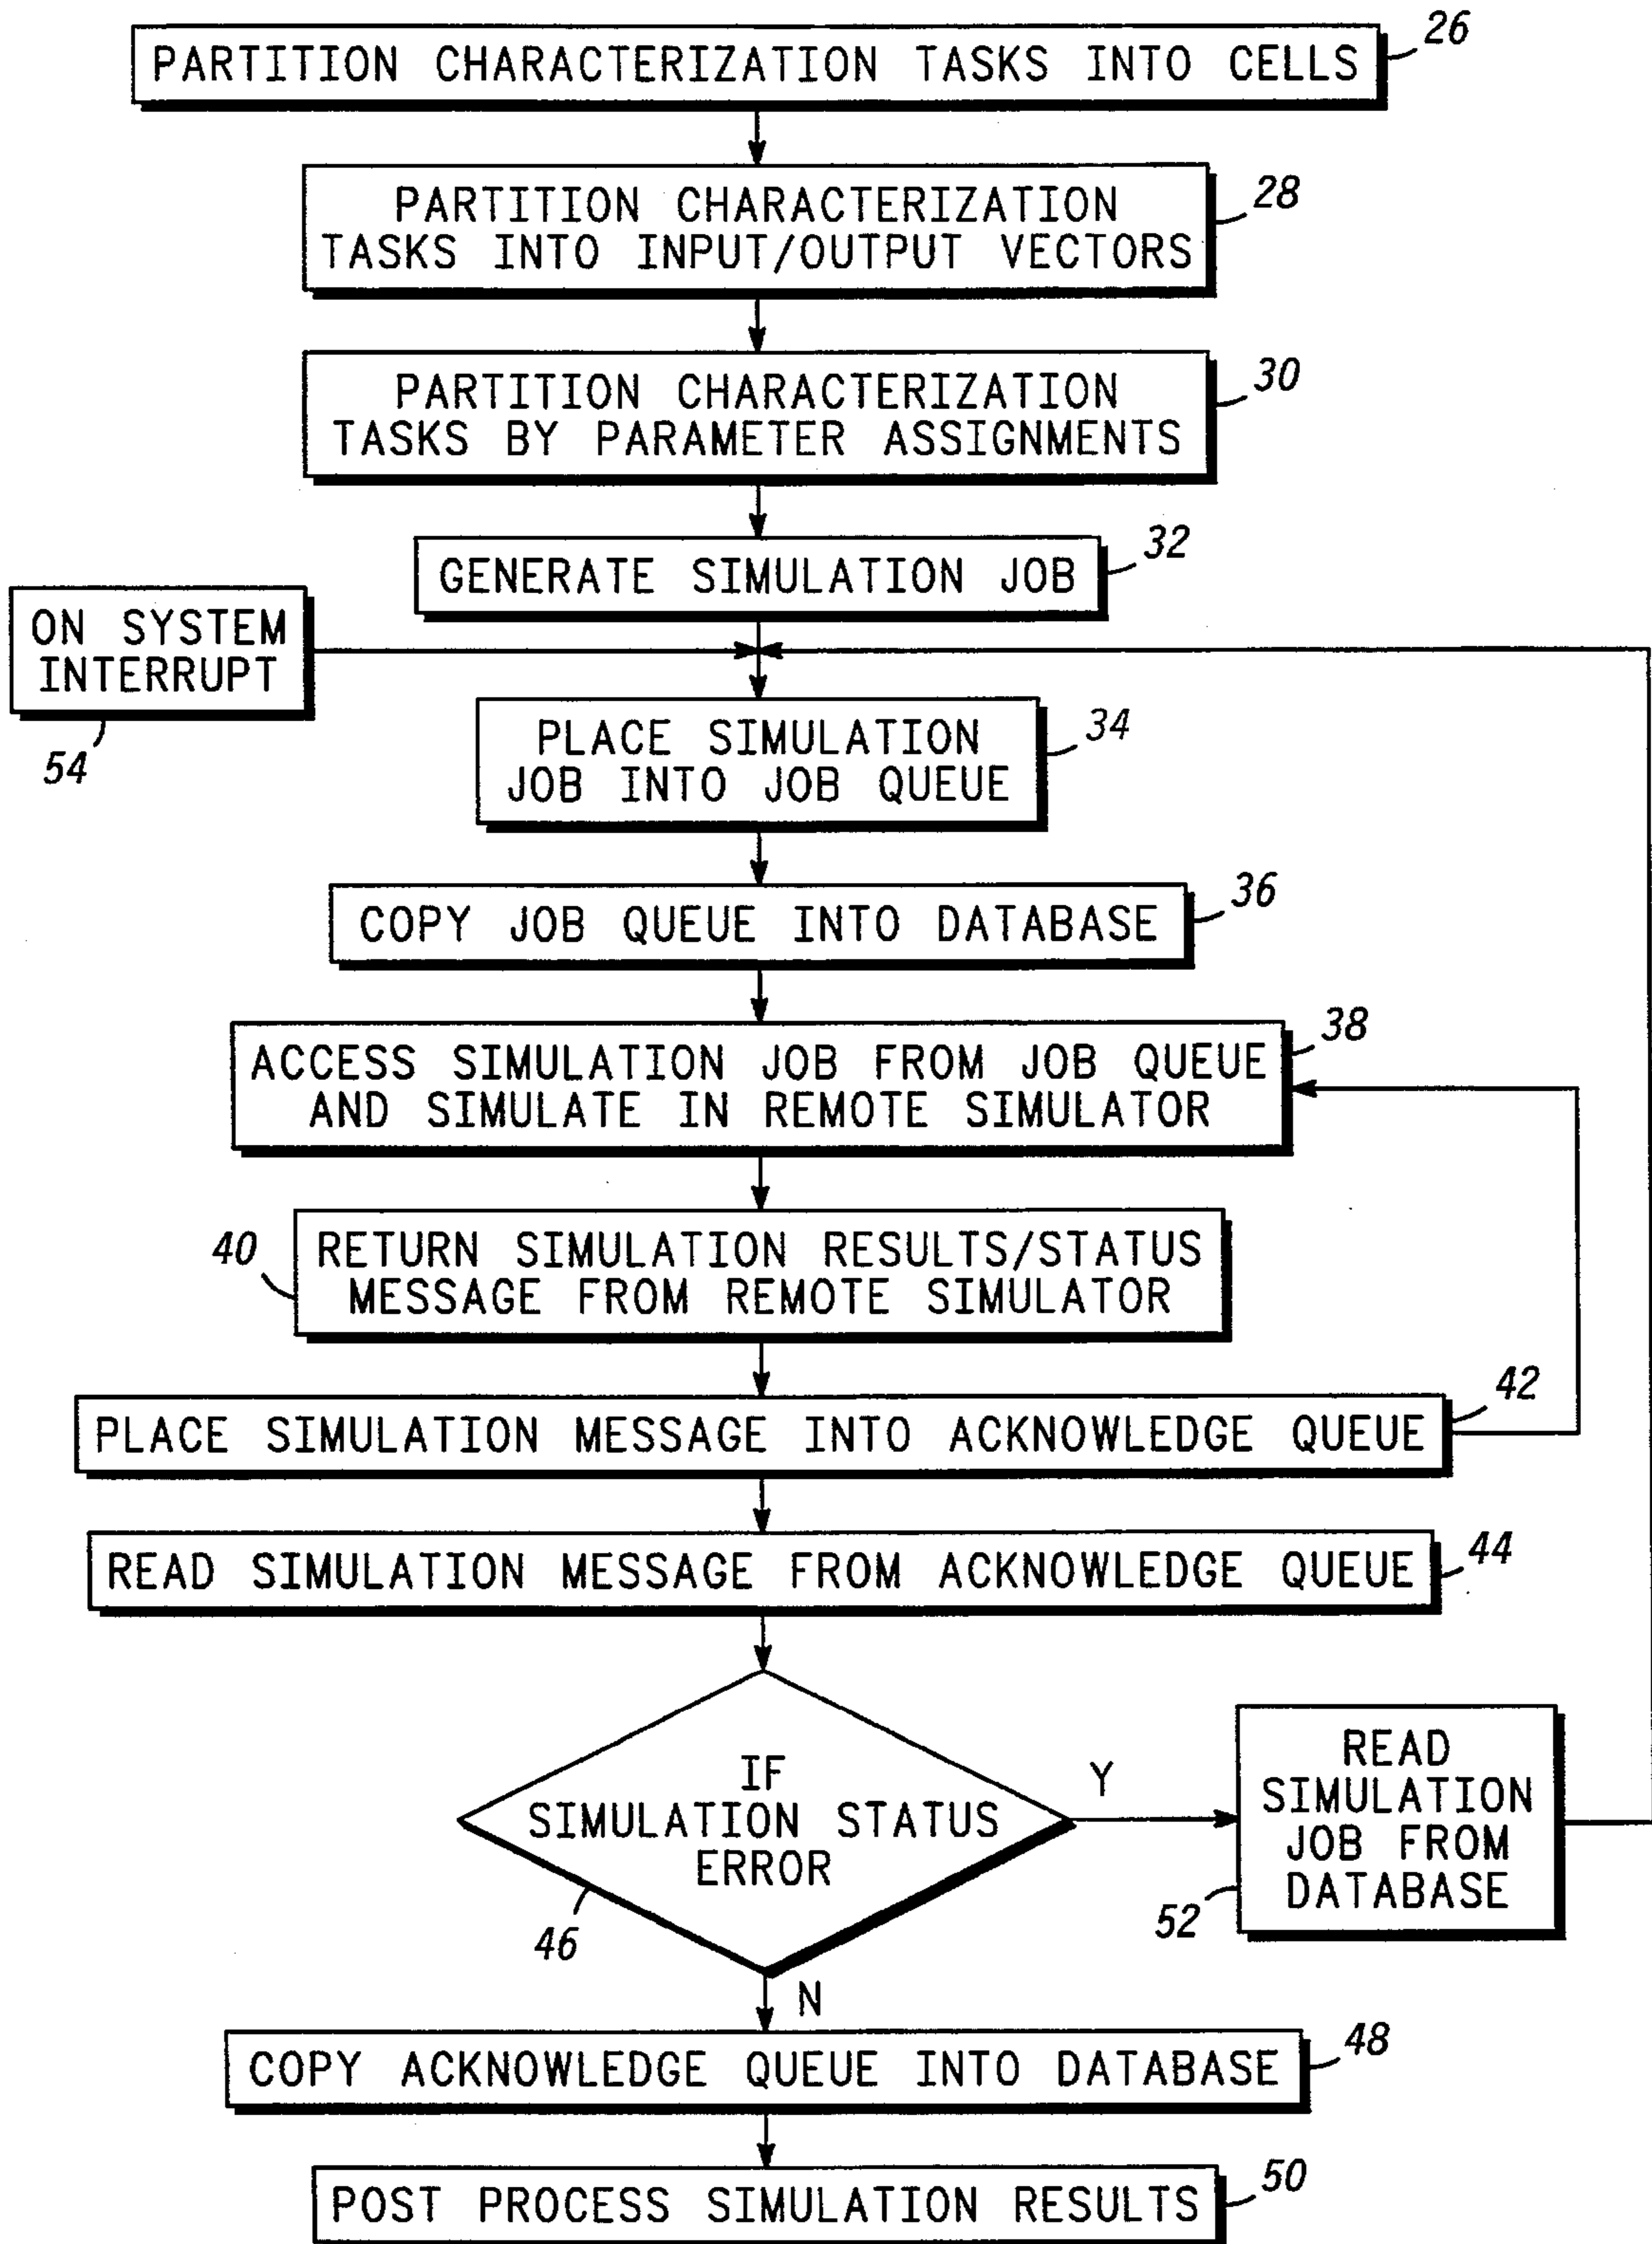 PARTITION CHARACTERIZATION TASKS INTO CELLS
26
PARTITION CHARACTERIZATION
TASKS INTO INPUT/OUTPUT VECTORS
28
PARTITION CHARACTERIZATION
TASKS BY PARAMETER ASSIGNMENTS
30
GENERATE SIMULATION JOB
32
ON SYSTEM
INTERRUPT
54
PLACE SIMULATION
JOB INTO JOB QUEUE
34
COPY JOB QUEUE INTO DATABASE
36
ACCESS SIMULATION JOB FROM JOB QUEUE
AND SIMULATE IN REMOTE SIMULATOR
38
40
RETURN SIMULATION RESULTS/STATUS
MESSAGE FROM REMOTE SIMULATOR
PLACE SIMULATION MESSAGE INTO ACKNOWLEDGE QUEUE
42
READ SIMULATION MESSAGE FROM ACKNOWLEDGE QUEUE
44
IF
SIMULATION STATUS
ERROR
46
Y
READ
SIMULATION
JOB FROM
DATABASE
52
N
COPY ACKNOWLEDGE QUEUE INTO DATABASE
48
POST PROCESS SIMULATION RESULTS
50